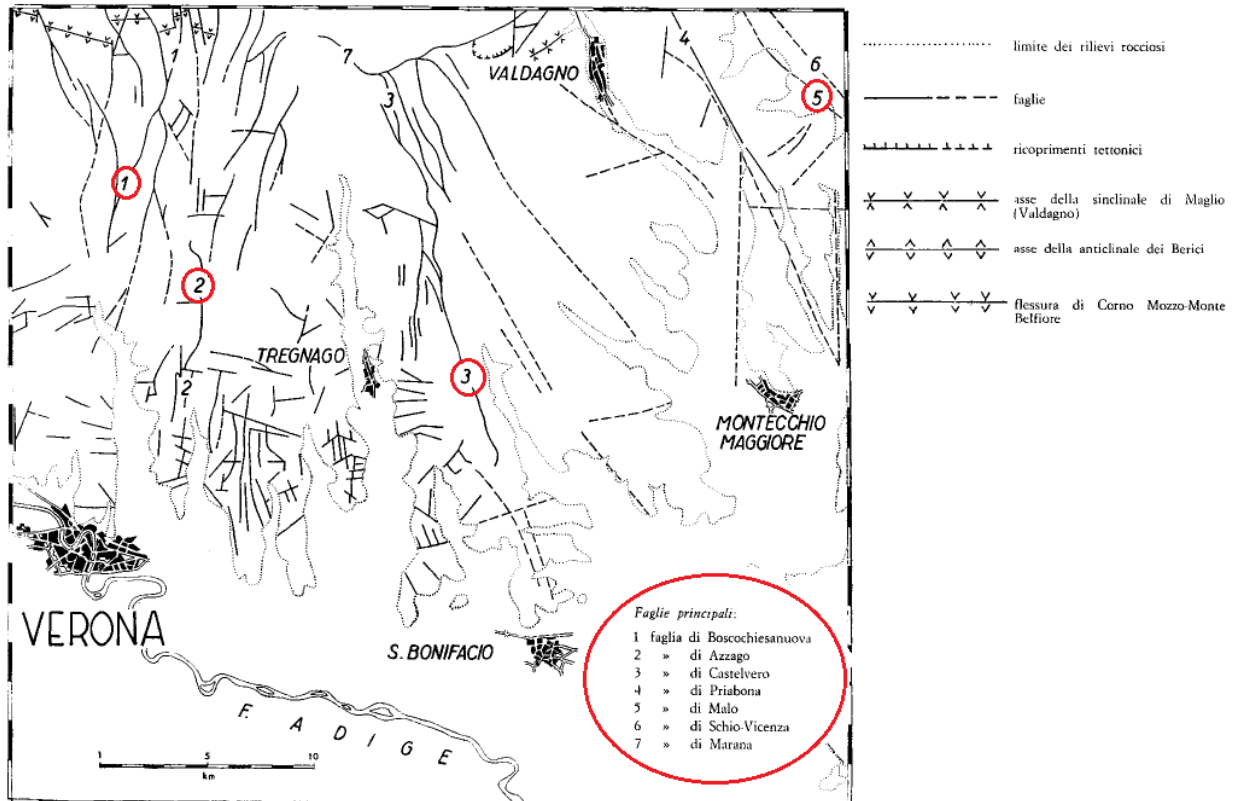 1
7
3
VALDAGNO
4
6
5
1
2
TREGNAGO
2
3
MONTECCHIO
MAGGIORE
VERONA
S. BONIFACIO
F. ADIGE
1 5 10
km
Faglie principali:
1 faglia di Boscochiesanuova
2 » di Azzago
3 » di Castelvero
4 » di Priabona
5 » di Malo
6 » di Schio-Vicenza
7 » di Marana
limite dei rilievi rocciosi
faglie
ricoprimenti tettonici
asse della sinclinale di Maglio
(Valdagno)
asse della anticlinale dei Berici
flessura di Corno Mozzo-Monte
Belfiore